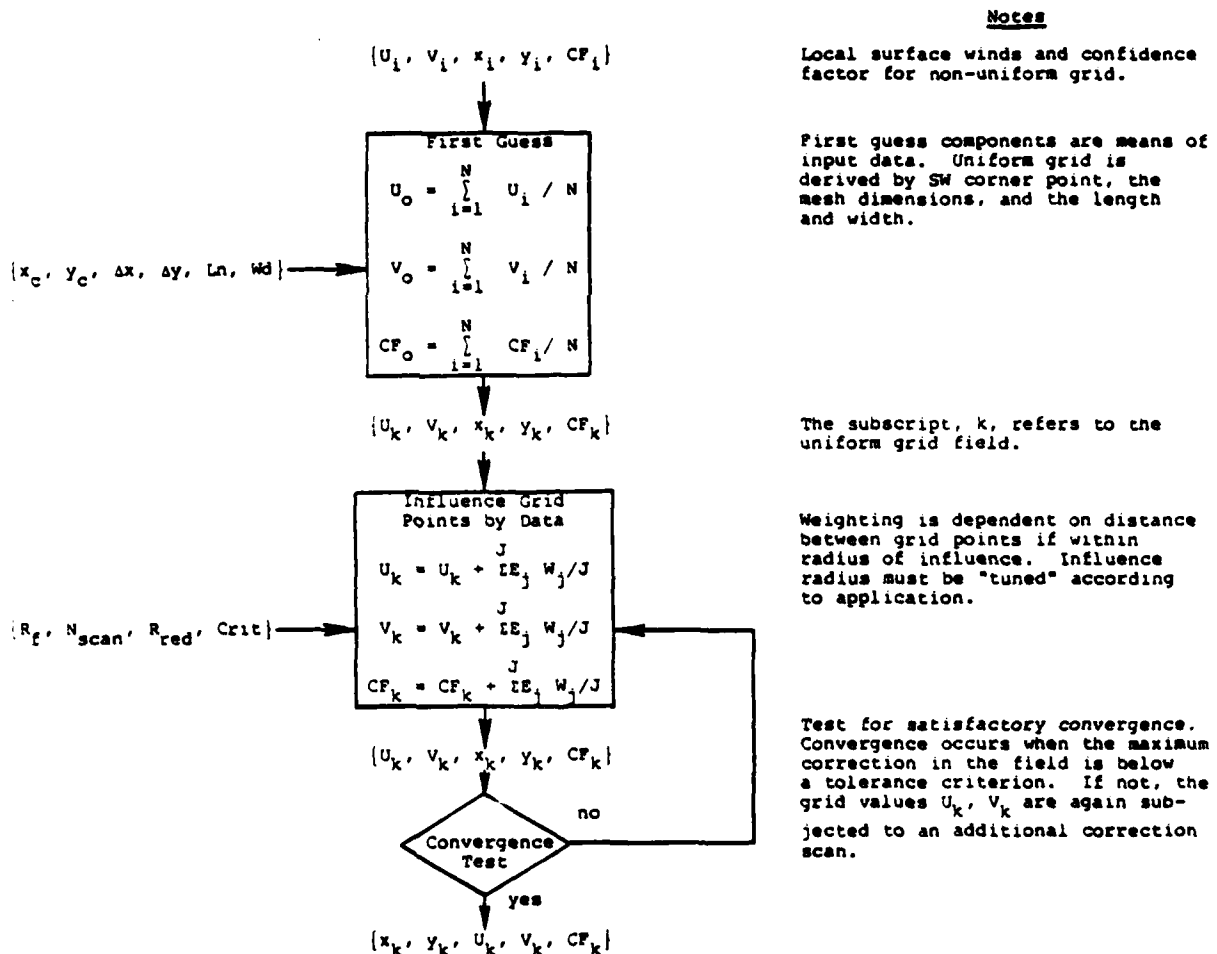 Notes
{U_i, V_i, x_i, y_i, CF_i}
Local surface winds and confidence
factor for non-uniform grid.
First Guess
U_o = N Σ i=1 U_i / N
V_o = N Σ i=1 V_i / N
CF_o = N Σ i=1 CF_i / N
First guess components are means of
input data. Uniform grid is
derived by SW corner point, the
mesh dimensions, and the length
and width.
{x_c, y_c, Δx, Δy, Ln, Wd}
{U_k, V_k, x_k, y_k, CF_k}
The subscript, k, refers to the
uniform grid field.
Influence Grid
Points by Data
U_k = U_k + J ΣE_j W_j/J
V_k = V_k + J ΣE_j W_j/J
CF_k = CF_k + J ΣE_j W_j/J
Weighting is dependent on distance
between grid points if within
radius of influence. Influence
radius must be "tuned" according
to application.
{R_f, N_scan, R_red, Crit}
{U_k, V_k, x_k, y_k, CF_k}
Test for satisfactory convergence.
Convergence occurs when the maximum
correction in the field is below
a tolerance criterion. If not, the
grid values U_k, V_k are again sub-
jected to an additional correction
scan.
Convergence
Test
no
yes
{x_k, y_k, U_k, V_k, CF_k}